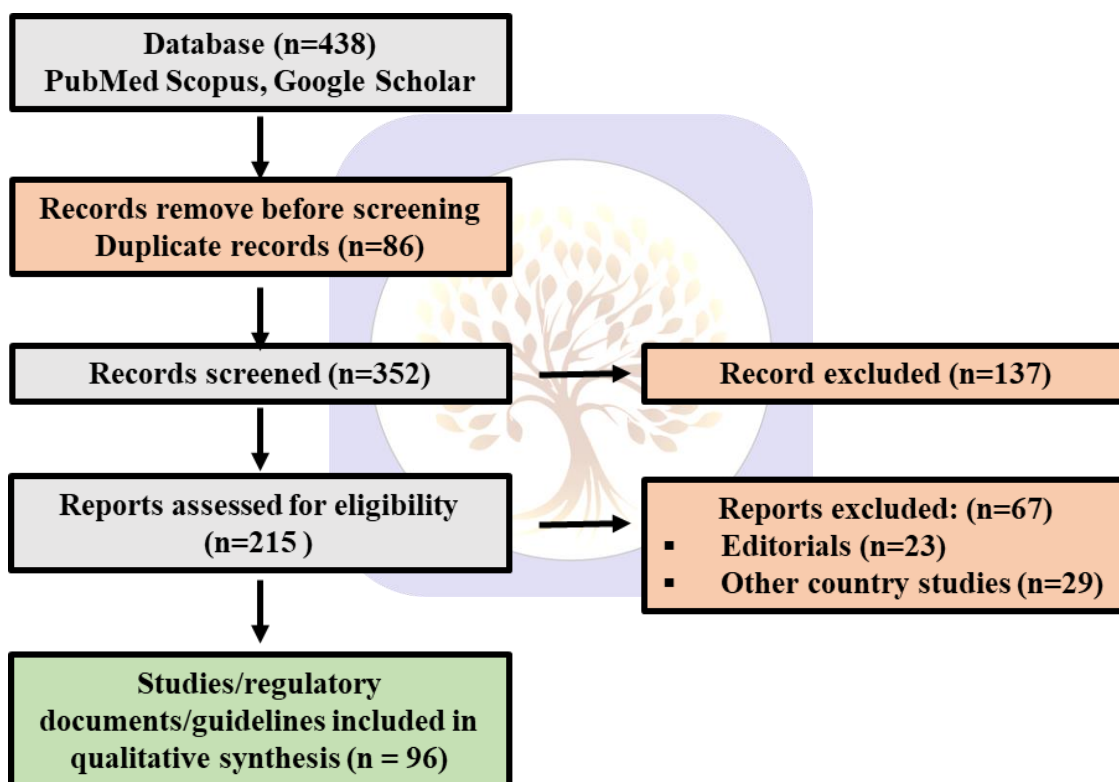 Database (n=438)
PubMed Scopus, Google Scholar
Records remove before screening
Duplicate records (n=86)
Records screened (n=352)
Record excluded (n=137)
Reports assessed for eligibility
(n=215 )
Reports excluded: (n=67)
▪ Editorials (n=23)
▪ Other country studies (n=29)
Studies/regulatory
documents/guidelines included in
qualitative synthesis (n = 96)